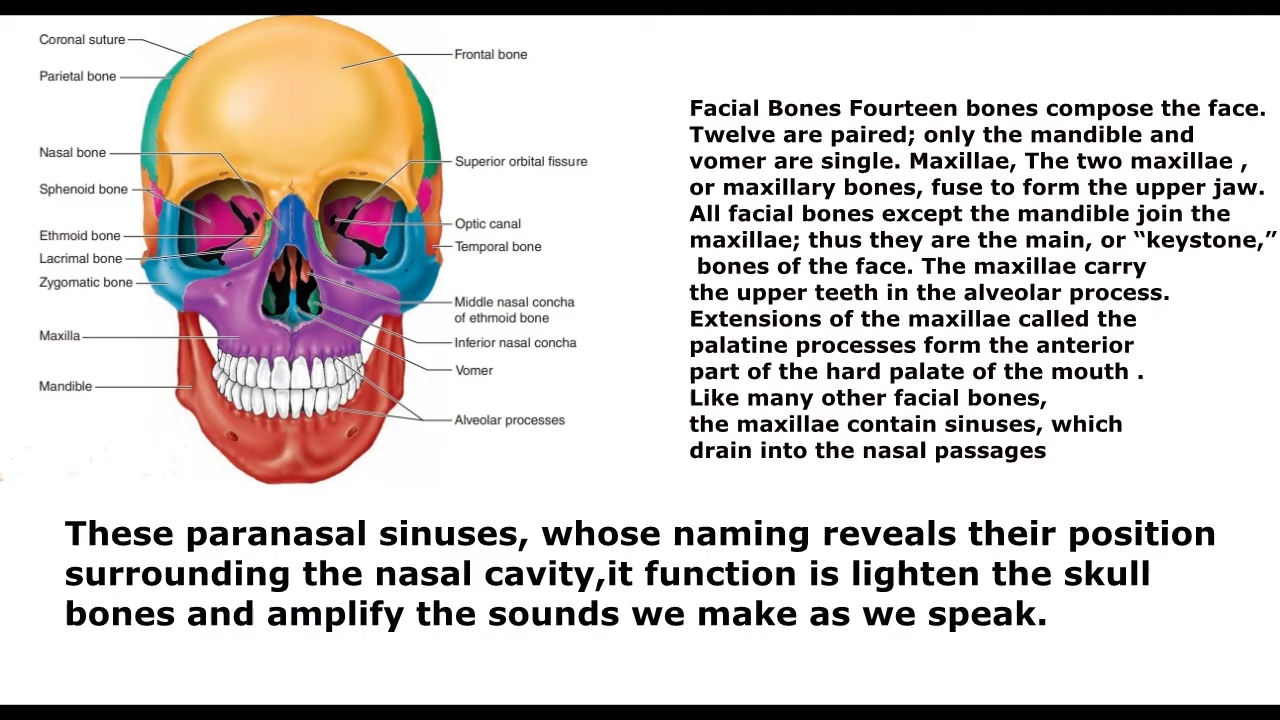 Coronal suture
Parietal bone
Nasal bone
Sphenoid bone
Ethmoid bone
Lacrimal bone
Zygomatic bone
Maxilla
Mandible
Frontal bone
Superior orbital fissure
Optic canal
Temporal bone
Middle nasal concha
of ethmoid bone
Inferior nasal concha
Vomer
Alveolar processes
Facial Bones Fourteen bones compose the face.
Twelve are paired; only the mandible and
vomer are single. Maxillae, The two maxillae ,
or maxillary bones, fuse to form the upper jaw.
All facial bones except the mandible join the
maxillae; thus they are the main, or “keystone,”
bones of the face. The maxillae carry
the upper teeth in the alveolar process.
Extensions of the maxillae called the
palatine processes form the anterior
part of the hard palate of the mouth .
Like many other facial bones,
the maxillae contain sinuses, which
drain into the nasal passages
These paranasal sinuses, whose naming reveals their position
surrounding the nasal cavity,it function is lighten the skull
bones and amplify the sounds we make as we speak.